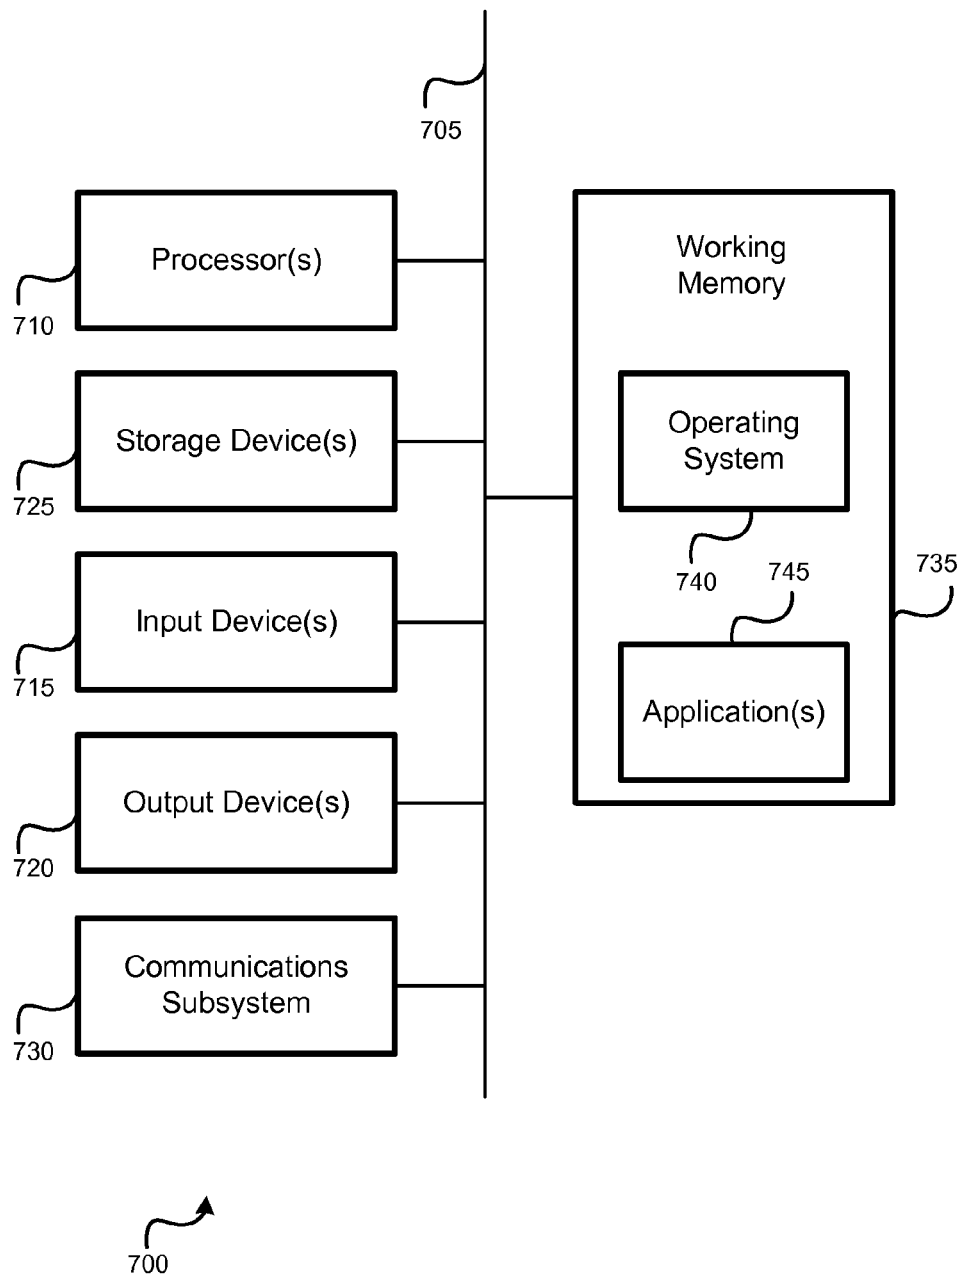 705
Processor(s)
710
Storage Device(s)
725
Input Device(s)
715
Output Device(s)
720
Communications
Subsystem
730
Working
Memory
Operating
System
740
745
735
Application(s)
700